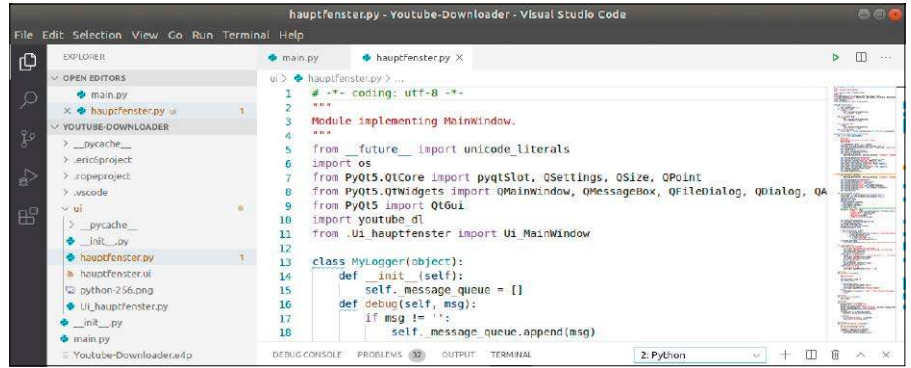 hauptfenster.py - Youtube-Downloader - Visual Studio Code
File Edit Selection View Go Run Terminal Help
EXPLORER
OPEN EDITORS
main.py
hauptfenster.py ui 1
YOUTUBE-DOWNLOADER
__pycache__
.eric6project
.ropeproject
.vscode
ui
__pycache__
__init__.py
hauptfenster.py 1
hauptfenster.ui
python-256.png
Ui_hauptfenster.py
__init__.py
main.py
Youtube-Downloader.e4p
main.py hauptfenster.py
ui > hauptfenster.py > ...
1 # -*- coding: utf-8 -*-
2 """
3 Module implementing MainWindow.
4 """
5 from __future__ import unicode_literals
6 import os
7 from PyQt5.QtCore import pyqtSlot, QSettings, QSize, QPoint
8 from PyQt5.QtWidgets import QMainWindow, QMessageBox, QFileDialog, QDialog, QA
9 from PyQt5 import QtGui
10 import youtube_dl
11 from .Ui_hauptfenster import Ui_MainWindow
12
13 class MyLogger(object):
14 def __init__(self):
15 self._message_queue = []
16 def debug(self, msg):
17 if msg != '':
18 self._message_queue.append(msg)
DEBUG CONSOLE PROBLEMS 32 OUTPUT TERMINAL 2: Python